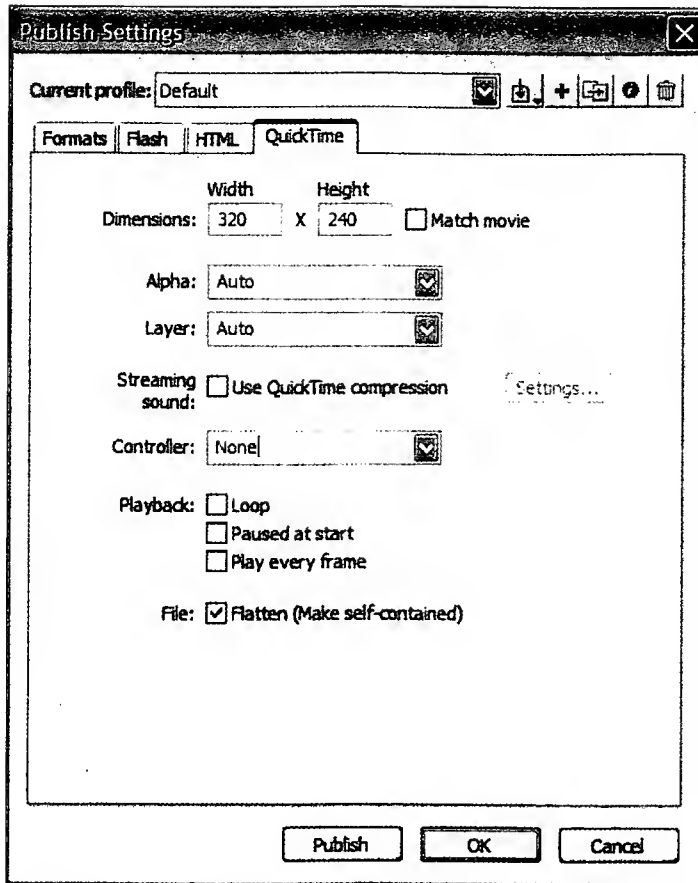 Publish Settings
Current profile: Default
Formats Flash HTML QuickTime
Width Height
Dimensions: 320 X 240 Match movie
Alpha: Auto
Layer: Auto
Streaming sound: Use QuickTime compression Settings...
Controller: None
Playback: Loop
Paused at start
Play every frame
File: Flatten (Make self-contained)
Publish OK Cancel